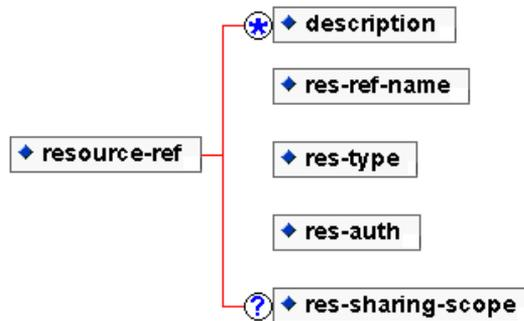 * description
res-ref-name
resource-ref
res-type
res-auth
? res-sharing-scope